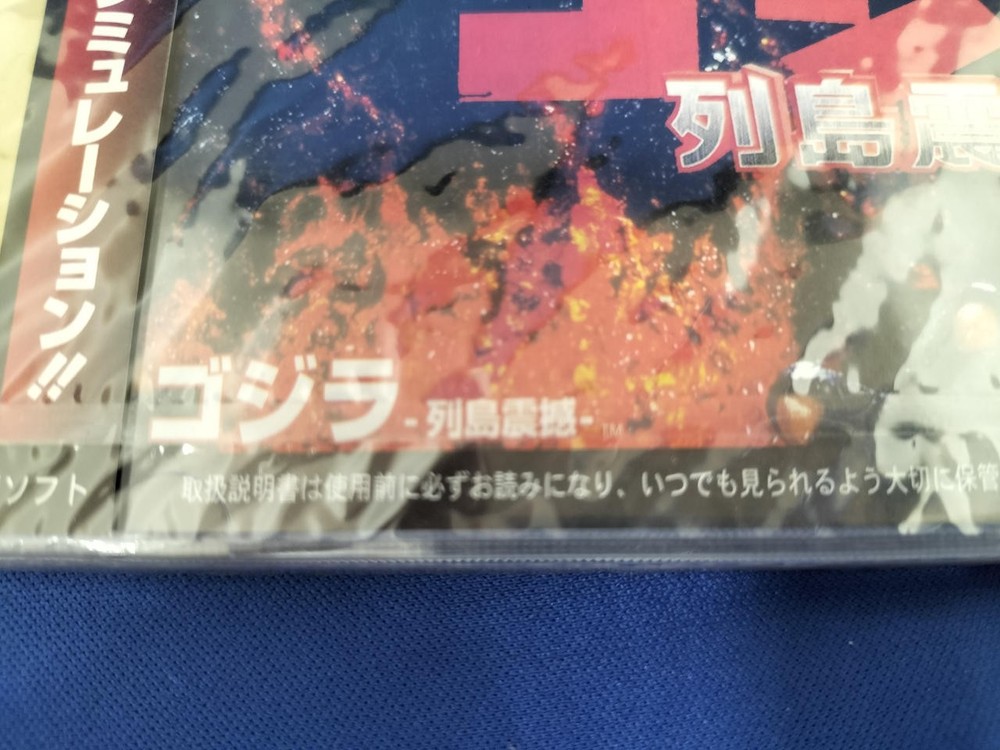 ミュレーション!!
列島震
ゴジラ
-列島震撼-™
ソフト
取扱説明書は使用前に必ずお読みになり、いつでも見られるよう大切に保管